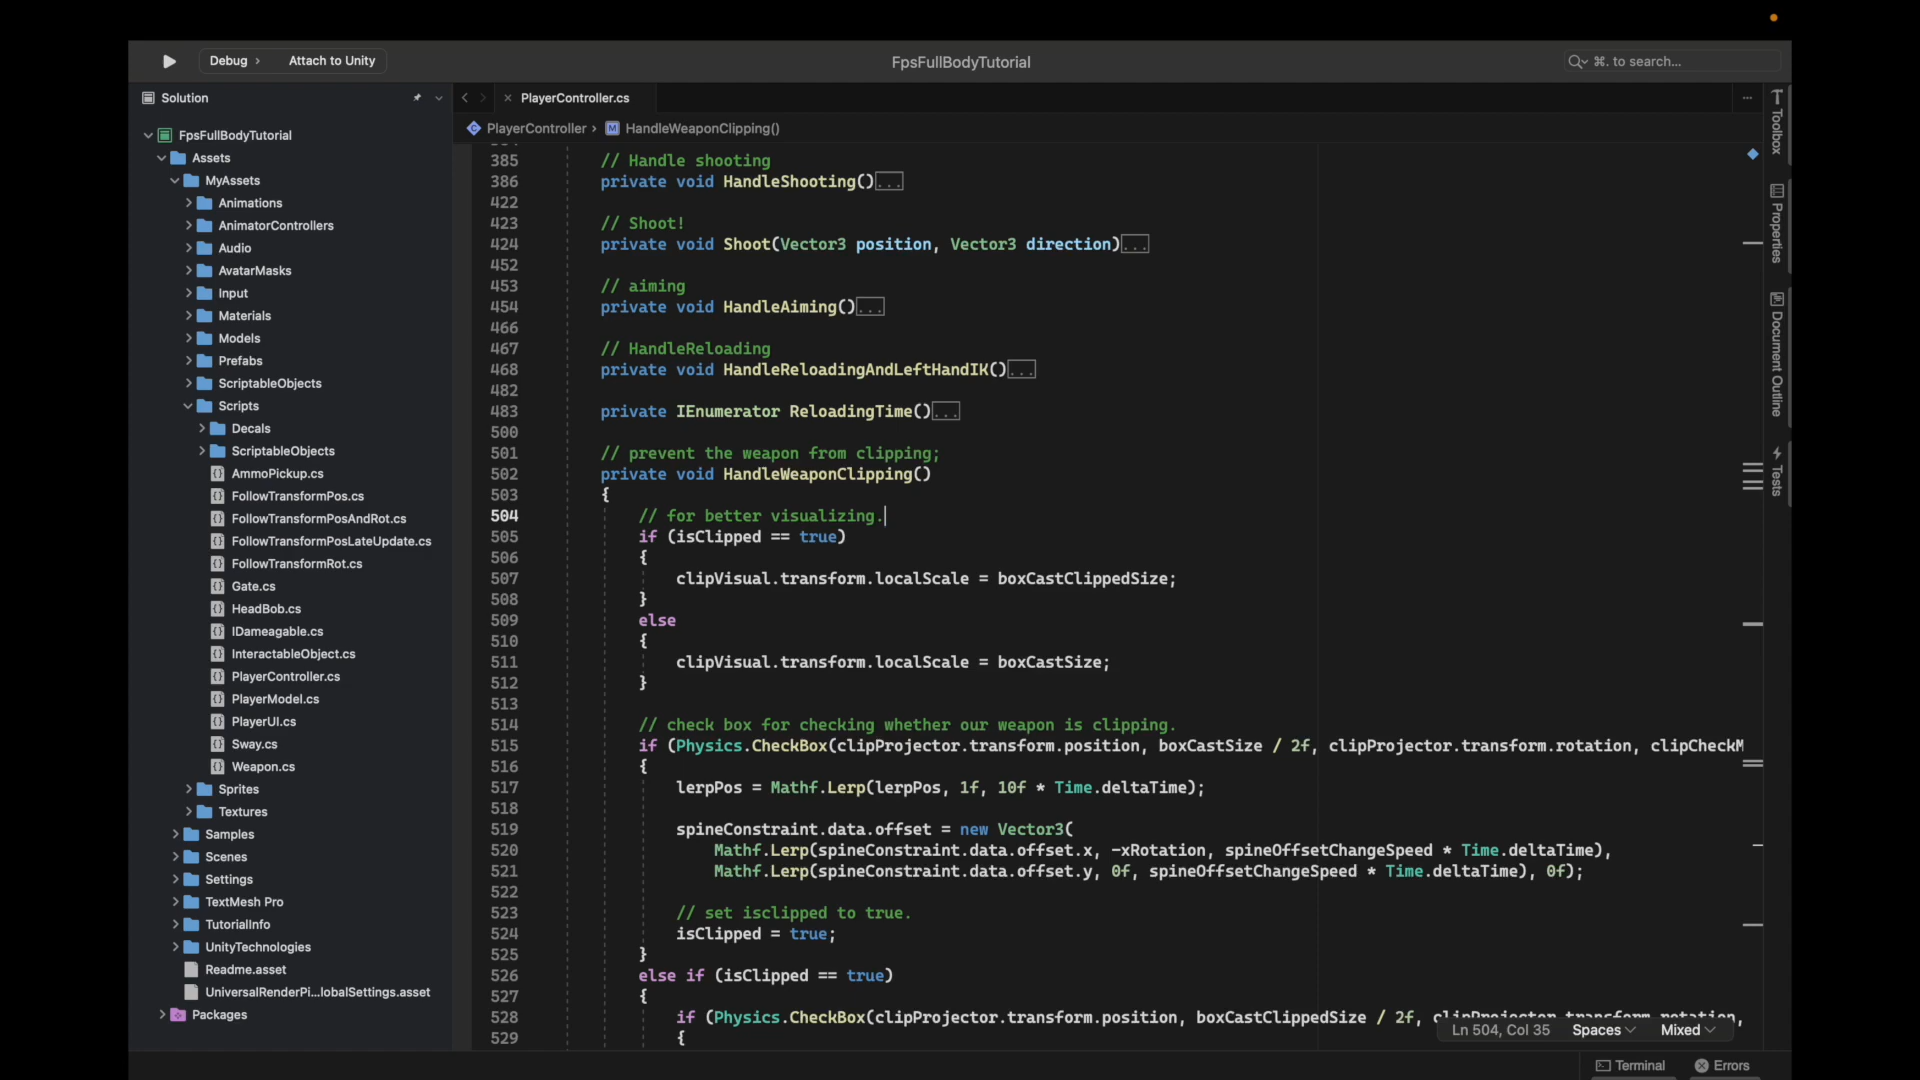 Debug › Attach to Unity
FpsFullBodyTutorial
⌘. to search...
Solution
FpsFullBodyTutorial
Assets
MyAssets
Animations
AnimatorControllers
Audio
AvatarMasks
Input
Materials
Models
Prefabs
ScriptableObjects
Scripts
Decals
ScriptableObjects
AmmoPickup.cs
FollowTransformPos.cs
FollowTransformPosAndRot.cs
FollowTransformPosLateUpdate.cs
FollowTransformRot.cs
Gate.cs
HeadBob.cs
IDameagable.cs
InteractableObject.cs
PlayerController.cs
PlayerModel.cs
PlayerUI.cs
Sway.cs
Weapon.cs
Sprites
Textures
Samples
Scenes
Settings
TextMesh Pro
TutorialInfo
UnityTechnologies
Readme.asset
UniversalRenderPi...lobalSettings.asset
Packages
PlayerController.cs
PlayerController › M HandleWeaponClipping()
385 // Handle shooting
386 private void HandleShooting()...
422
423 // Shoot!
424 private void Shoot(Vector3 position, Vector3 direction)...
452
453 // aiming
454 private void HandleAiming()...
466
467 // HandleReloading
468 private void HandleReloadingAndLeftHandIK()...
482
483 private IEnumerator ReloadingTime()...
500
501 // prevent the weapon from clipping;
502 private void HandleWeaponClipping()
503 {
504 // for better visualizing.
505 if (isClipped == true)
506 {
507 clipVisual.transform.localScale = boxCastClippedSize;
508 }
509 else
510 {
511 clipVisual.transform.localScale = boxCastSize;
512 }
513
514 // check box for checking whether our weapon is clipping.
515 if (Physics.CheckBox(clipProjector.transform.position, boxCastSize / 2f, clipProjector.transform.rotation, clipCheckM
516 {
517 lerpPos = Mathf.Lerp(lerpPos, 1f, 10f * Time.deltaTime);
518
519 spineConstraint.data.offset = new Vector3(
520 Mathf.Lerp(spineConstraint.data.offset.x, -xRotation, spineOffsetChangeSpeed * Time.deltaTime),
521 Mathf.Lerp(spineConstraint.data.offset.y, 0f, spineOffsetChangeSpeed * Time.deltaTime), 0f);
522
523 // set isclipped to true.
524 isClipped = true;
525 }
526 else if (isClipped == true)
527 {
528 if (Physics.CheckBox(clipProjector.transform.position, boxCastClippedSize / 2f, clipProjector.transform.rotation,
529 {
Ln 504, Col 35 Spaces Mixed
Toolbox
Properties
Document Outline
Tests
Terminal Errors